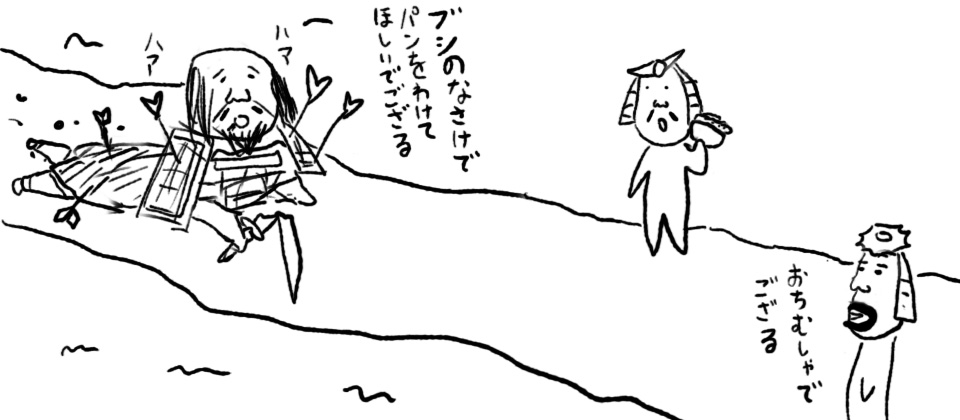 ブシのなさけで
パンをわけて
ほしいでござる
ハァ
ハァ
おちむしゃで
ござる